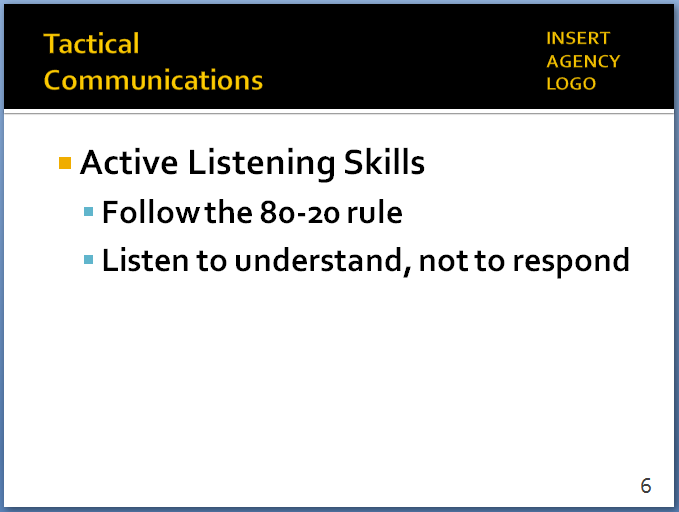 Tactical
Communications
INSERT
AGENCY
LOGO
Active Listening Skills
Follow the 80-20 rule
Listen to understand, not to respond
6